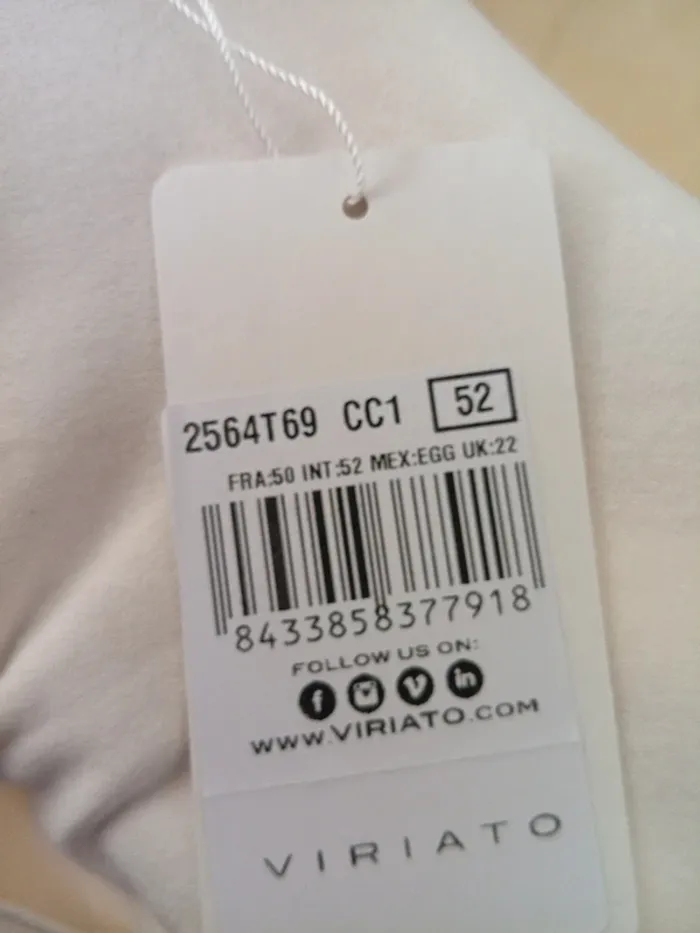 2564T69 CC1 52
FRA:50 INT:52 MEX:EGG UK:22
8433858377918
FOLLOW US ON:
WWW.VIRIATO.COM
VIRIATO